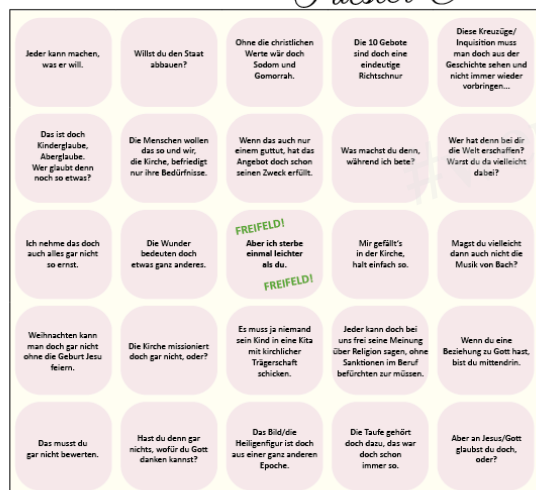 Jeder kann machen,
was er will.
Willst du den Staat
abbauen?
Ohne die christlichen
Werte wär doch
Sodom und
Gomorrah.
Die 10 Gebote
sind doch eine
eindeutige
Richtschnur
Diese Kreuzüge/
Inquisition muss
man doch aus der
Geschichte sehen und
nicht immer wieder
vorbringen...
Das ist doch
Kinderglaube,
Aberglaube.
Wer glaubt denn
noch so etwas?
Die Menschen wollen
das so und wir,
die Kirche, befriedigt
nur ihre Bedürfnisse.
Wenn das auch nur
einem guttut, hat das
Angebot doch schon
seinen Zweck erfüllt.
Was machst du denn,
während ich bete?
Wer hat denn bei dir
die Welt erschaffen?
Warst du da vielleicht
dabei?
Ich nehme das doch
auch alles gar nicht
so ernst.
Die Wunder
bedeuten doch
etwas ganz anderes.
FREIFELD!
Aber ich sterbe
einmal leichter
als du.
FREIFELD!
Mir gefällt's
in der Kirche,
halt einfach so.
Magst du vielleicht
dann auch nicht die
Musik von Bach?
Weihnachten kann
man doch gar nicht
ohne die Geburt Jesu
feiern.
Die Kirche missioniert
doch gar nicht, oder?
Es muss ja niemand
sein Kind in eine Kita
mit kirchlicher
Trägerschaft
schicken.
Jeder kann doch bei
uns frei seine Meinung
über Religion sagen, ohne
Sanktionen im Beruf
befürchten zur müssen.
Wenn du eine
Beziehung zu Gott hast,
bist du mittendrin.
Das musst du
gar nicht bewerten.
Hast du denn gar
nichts, wofür du Gott
danken kannst?
Das Bild/die
Heiligenfigur ist doch
aus einer ganz anderen
Epoche.
Die Taufe gehört
doch dazu, das war
doch schon
immer so.
Aber an Jesus/Gott
glaubst du doch,
oder?